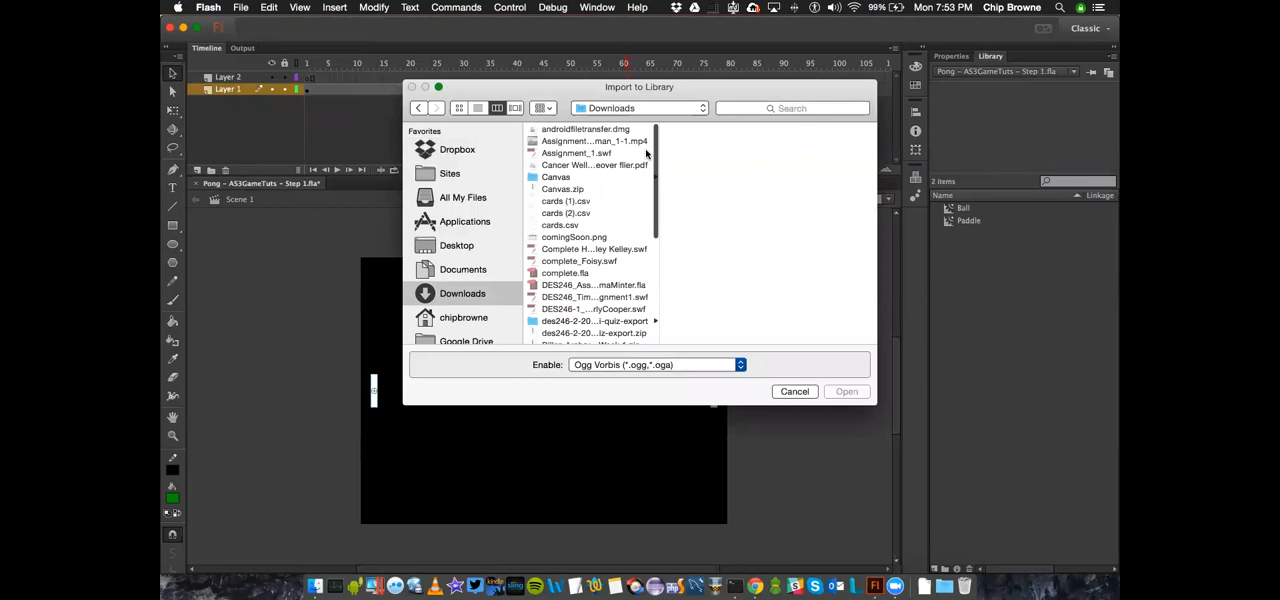 Flash File Edit View Insert Modify Text Commands Control Debug Window Help 99% Mon 7:53 PM Chip Browne
Fl Classic
Timeline Output
1 5 10 15 20 25 30 35 40 45 50 55 60 65 70 75 80 85 90 95 100 105
Layer 2
Layer 1
Properties Library
Pong - AS3GameTuts - Step 1.fla
Import to Library
Downloads Search
Favorites
Dropbox
Sites
All My Files
Applications
Desktop
Documents
Downloads
chipbrowne
Google Drive
androidfiletransfer.dmg
Assignment...man_1-1.mp4
Assignment_1.swf
Cancer Well...eover flier.pdf
Canvas
Canvas.zip
cards (1).csv
cards (2).csv
cards.csv
comingSoon.png
Complete H...ley Kelley.swf
complete_Foisy.swf
complete.fla
DES246_Ass...maMinter.fla
DES246_Tim...gnment1.swf
DES246-1_...rlyCooper.swf
des246-2-20...i-quiz-export
des246-2-20...iz-export.zip
Enable: Ogg Vorbis (*.ogg,*.oga)
Cancel Open
Pong - AS3GameTuts - Step 1.fla*
Scene 1
2 items
Name Linkage
Ball
Paddle